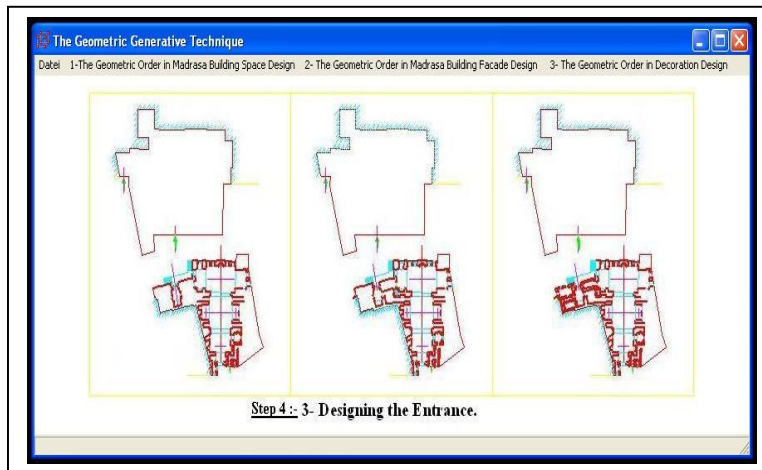 The Geometric Generative Technique
Datei 1-The Geometric Order in Madrasa Building Space Design 2- The Geometric Order in Madrasa Building Facade Design 3- The Geometric Order in Decoration Design
Step 4 :- 3- Designing the Entrance.